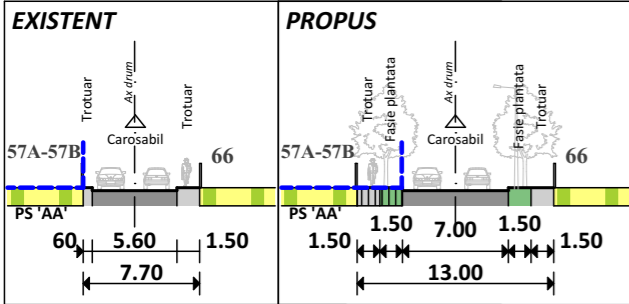 EXISTENT
Trotuar
Ax drum
Trotuar
Carosabil
57A-57B
66
PS 'AA'
60 5.60 1.50
7.70
PROPUS
Trotuar
Fasie plantata
Ax drum
Fasie plantata
Trotuar
Carosabil
57A-57B
66
PS 'AA'
1.50 1.50 7.00 1.50 1.50
13.00